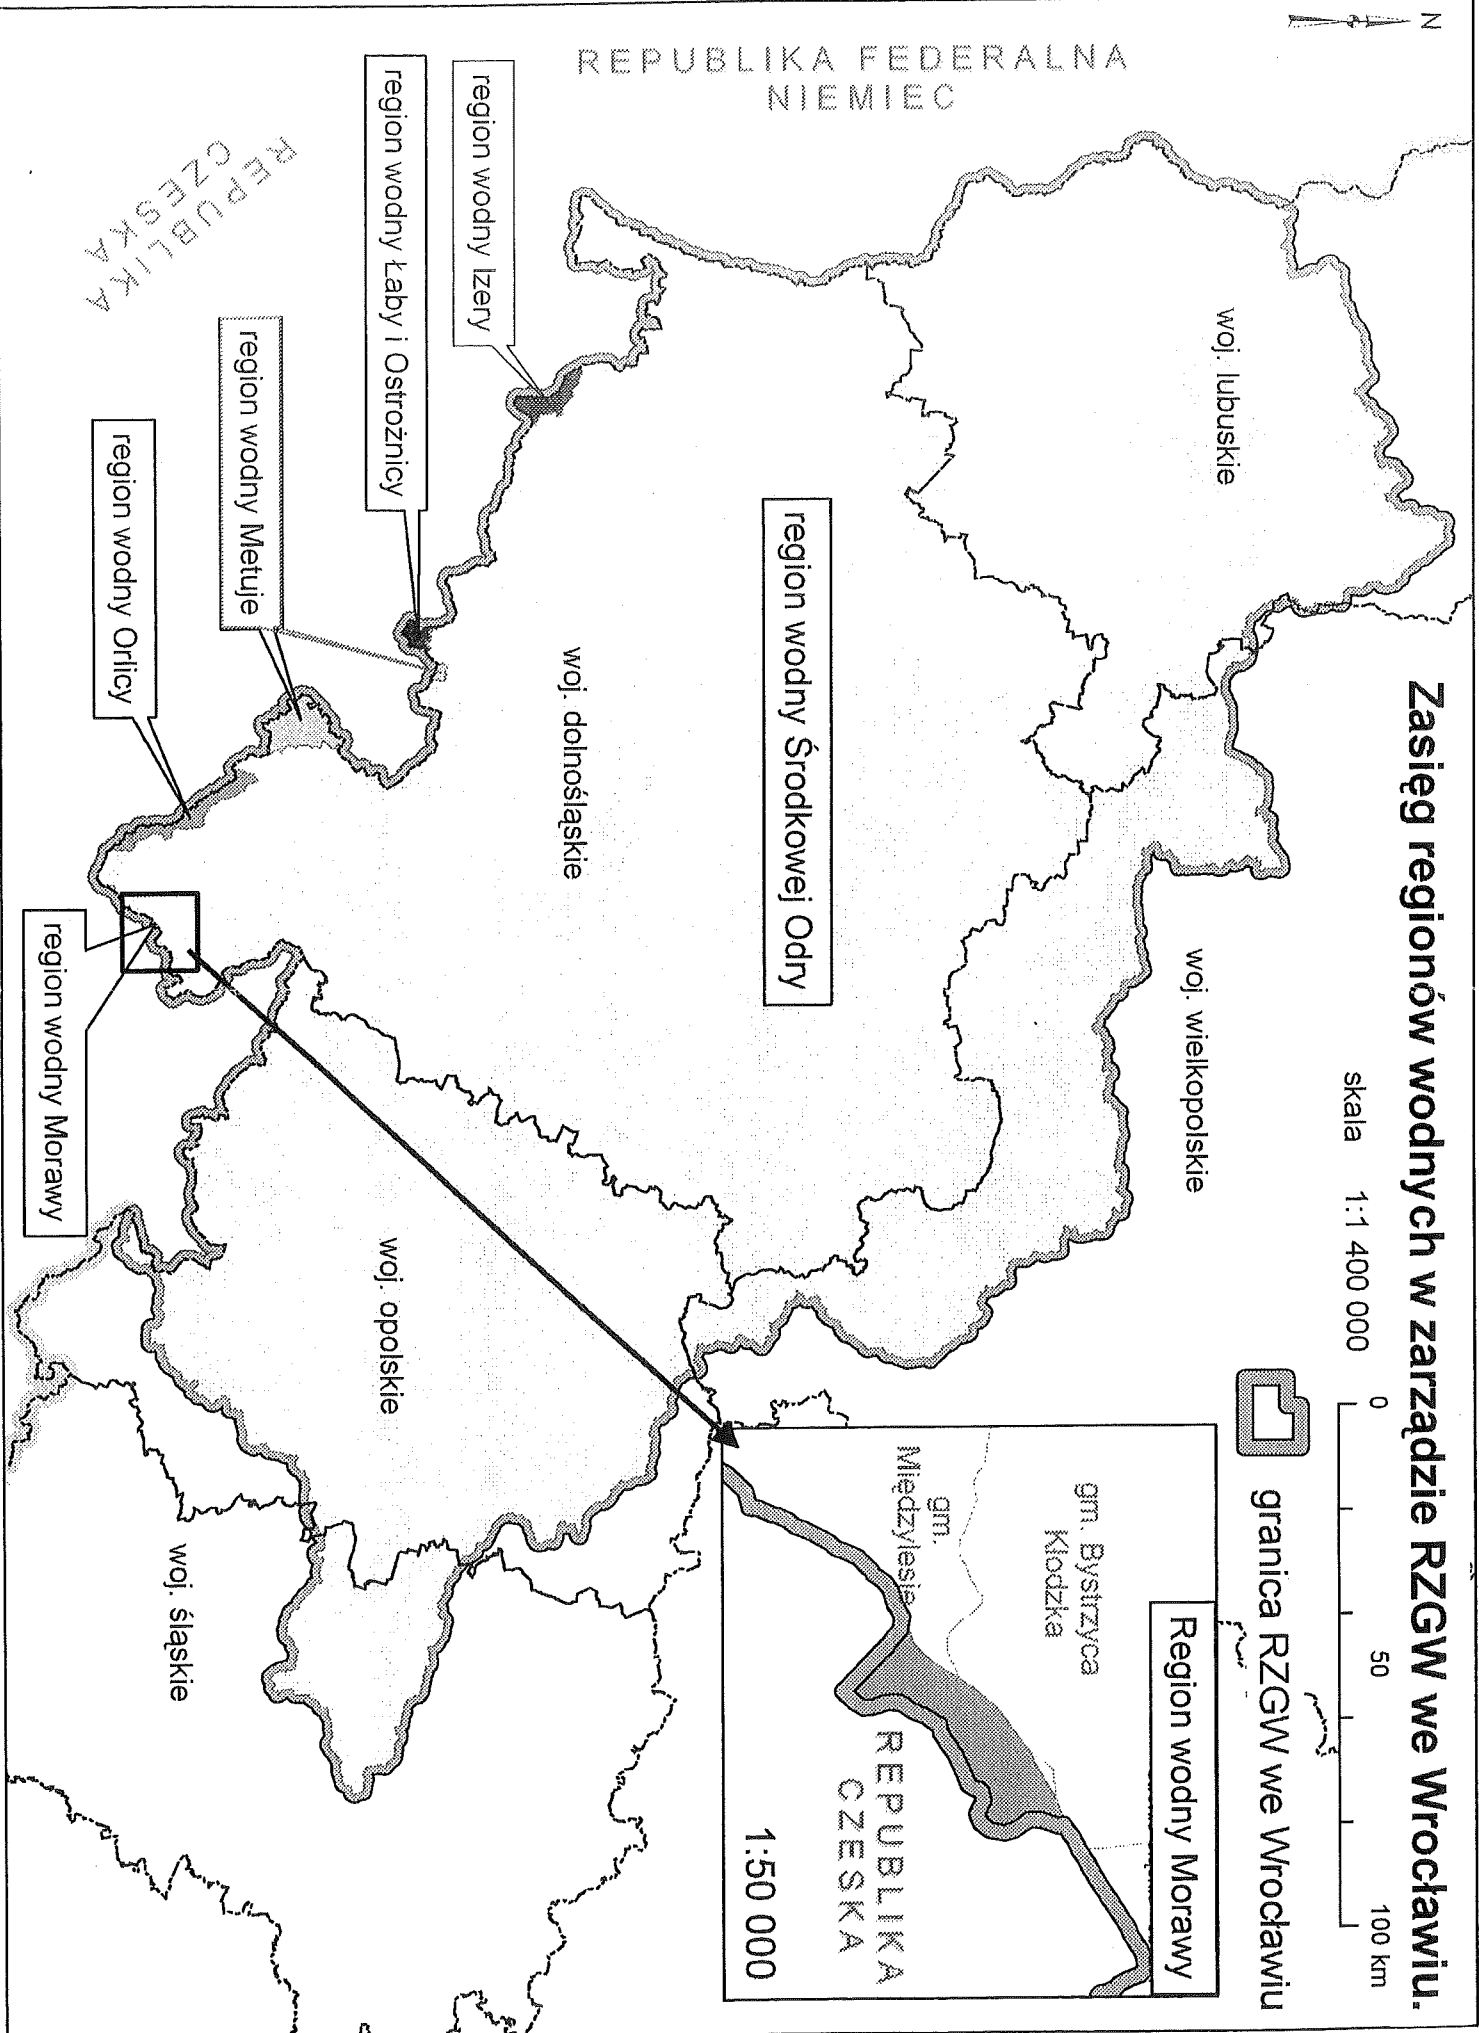 Zasięg regionów wodnych w zarządzie RZGW we Wrocławiu.
skala 1:1 400 000
0 50 100 km
granica RZGW we Wrocławiu
N
REPUBLIKA FEDERALNA
NIEMIEC
woj. lubuskie
woj. wielkopolskie
region wodny Środkowej Odry
woj. dolnośląskie
region wodny Izery
region wodny Łaby i Ostrożnicy
REPUBLIKA
CZESKA
region wodny Metuje
region wodny Orlicy
region wodny Morawy
woj. opolskie
woj. śląskie
Region wodny Morawy
gm. Bystrzyca
Kłodzka
gm.
Międzylesie
REPUBLIKA
CZESKA
1:50 000